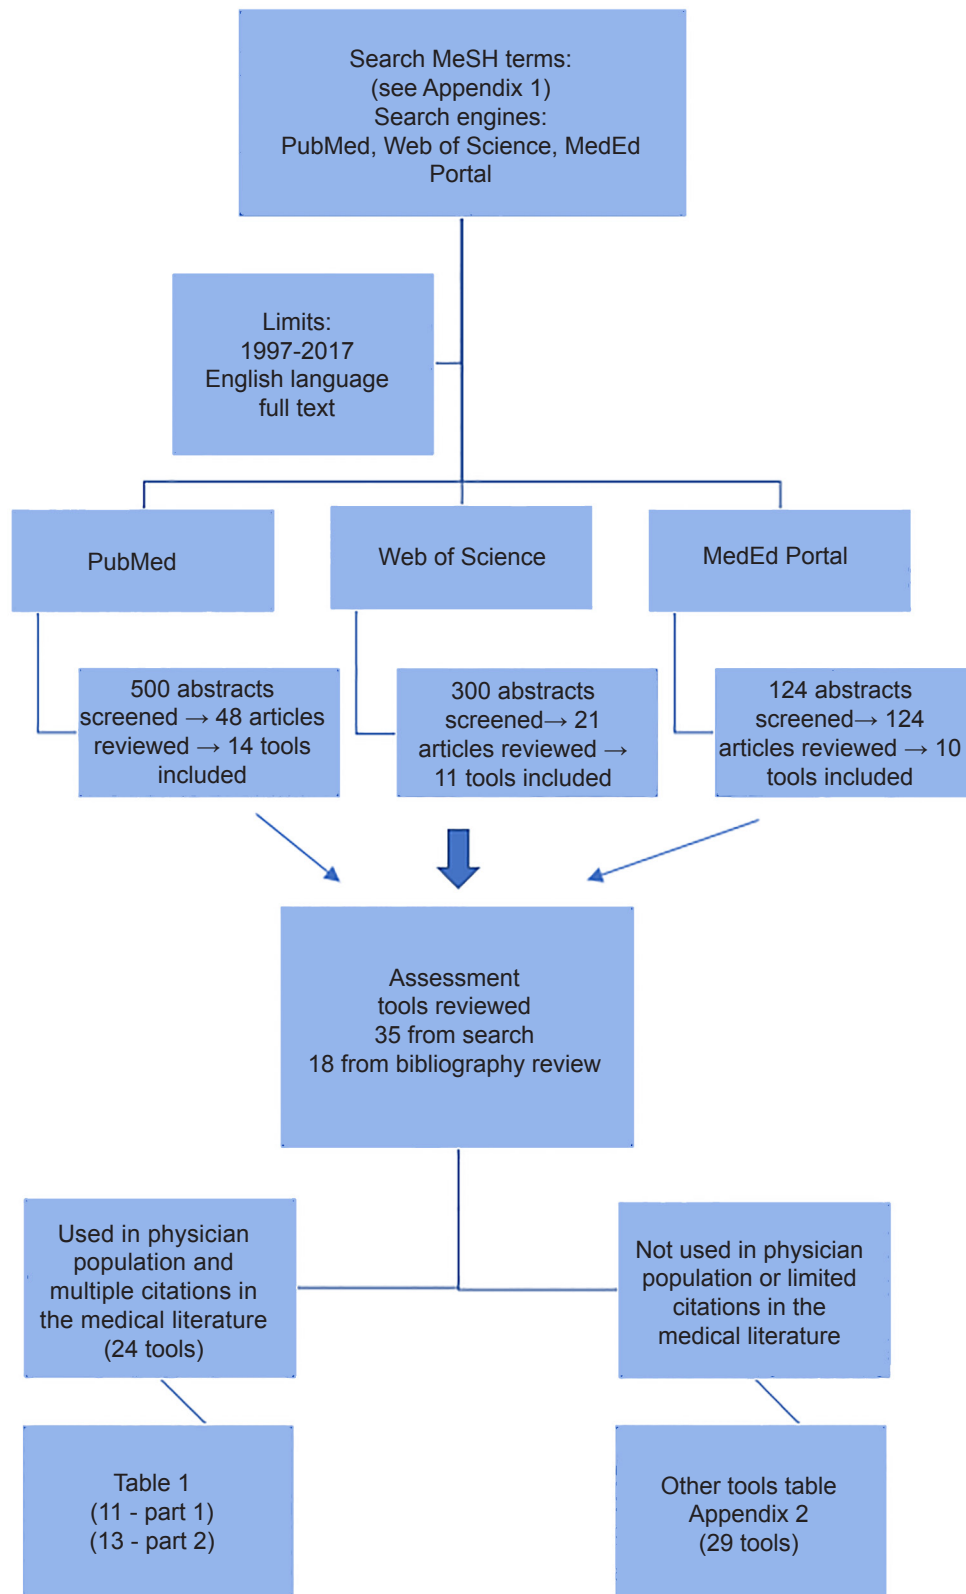 Search MeSH terms:
(see Appendix 1)
Search engines:
PubMed, Web of Science, MedEd
Portal
Limits:
1997-2017
English language
full text
PubMed
Web of Science
MedEd Portal
500 abstracts
screened → 48 articles
reviewed → 14 tools
included
300 abstracts
screened→ 21
articles reviewed →
11 tools included
124 abstracts
screened→ 124
articles reviewed → 10
tools included
Assessment
tools reviewed
35 from search
18 from bibliography review
Used in physician
population and
multiple citations in
the medical literature
(24 tools)
Not used in physician
population or limited
citations in the
medical literature
Table 1
(11 - part 1)
(13 - part 2)
Other tools table
Appendix 2
(29 tools)